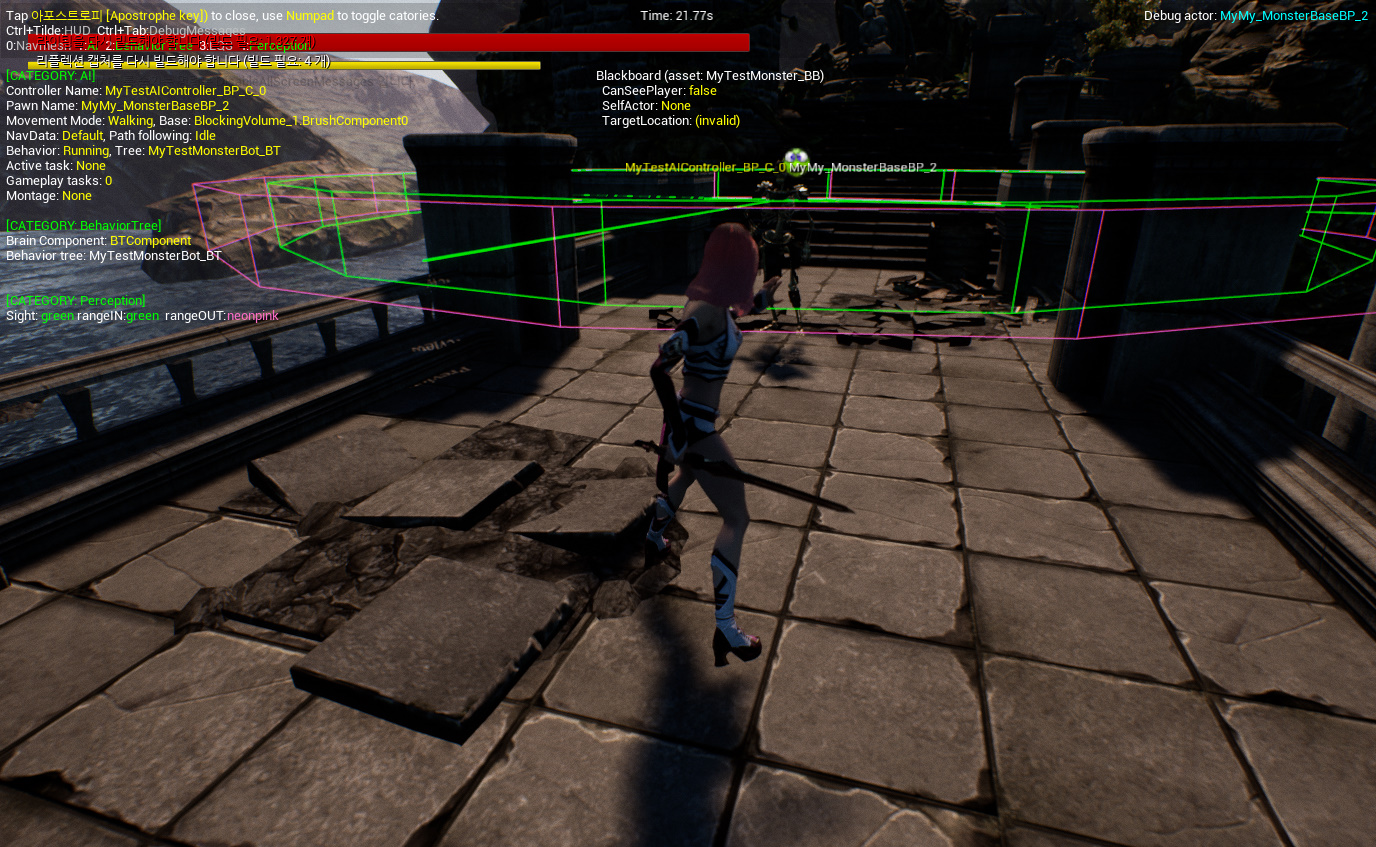 Tap 아포스트로피 [Apostrophe key]) to close, use Numpad to toggle catories.
Time: 21.77s
Debug actor: MyMy_MonsterBaseBP_2
Ctrl+Tilde:HUD Ctrl+Tab:DebugMessages
리플렉션 캡처를 다시 빌드해야 합니다 (빌드 필요: 4 개)
[CATEGORY: AI]
Controller Name: MyTestAIController_BP_C_0
Pawn Name: MyMy_MonsterBaseBP_2
Movement Mode: Walking, Base: BlockingVolume_1.BrushComponent0
NavData: Default, Path following: Idle
Behavior: Running, Tree: MyTestMonsterBot_BT
Active task: None
Gameplay tasks: 0
Montage: None
[CATEGORY: BehaviorTree]
Brain Component: BTComponent
Behavior tree: MyTestMonsterBot_BT
[CATEGORY: Perception]
Sight: green rangeIN:green rangeOUT:neonpink
Blackboard (asset: MyTestMonster_BB)
CanSeePlayer: false
SelfActor: None
TargetLocation: (invalid)
MyTestAIController_BP_C_0 MyMy_MonsterBaseBP_2